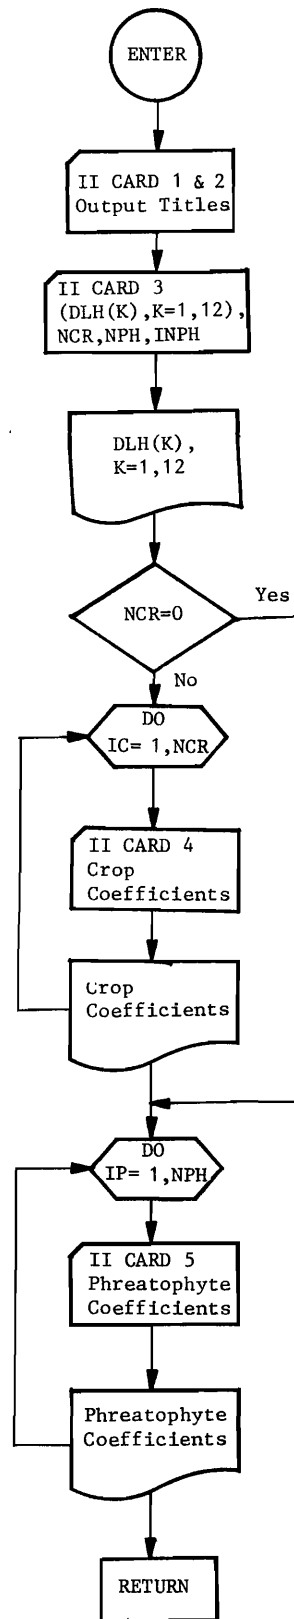 ENTER
II CARD 1 & 2
Output Titles
II CARD 3
(DLH(K),K=1,12),
NCR,NPH,INPH
DLH(K),
K=1,12
NCR=0
Yes
No
DO
IC= 1,NCR
II CARD 4
Crop
Coefficients
Crop
Coefficients
DO
IP= 1,NPH
II CARD 5
Phreatophyte
Coefficients
Phreatophyte
Coefficients
RETURN